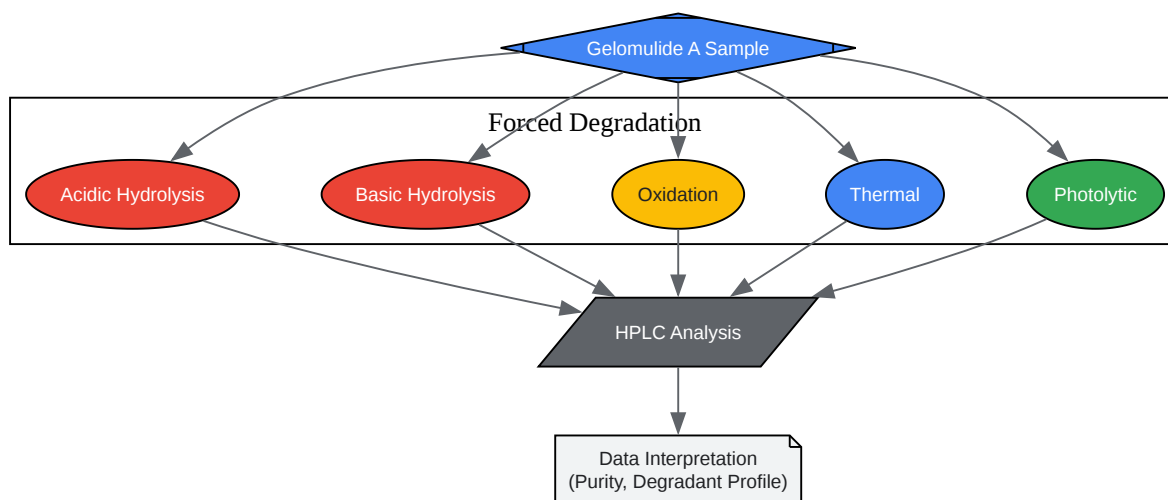 Gelomulide A Sample
Forced Degradation
Acidic Hydrolysis
Basic Hydrolysis
Oxidation
Thermal
Photolytic
HPLC Analysis
Data Interpretation
(Purity, Degradant Profile)